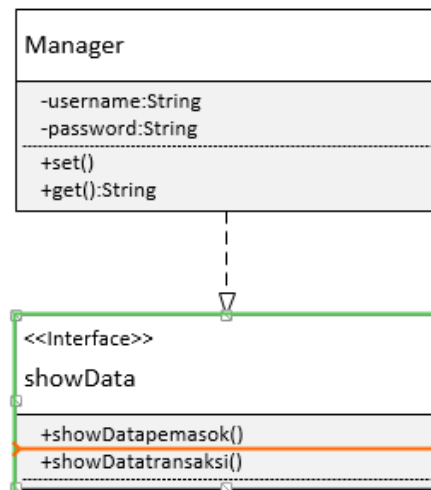 Manager
-username:String
-password:String
+set()
+get():String
<<Interface>>
showData
+showDatapemasok()
+showDatatransaksi()